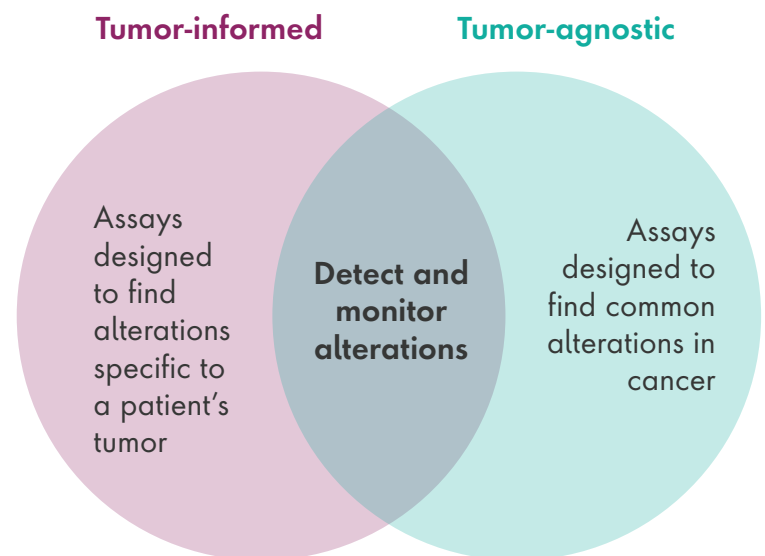 Tumor-informed
Tumor-agnostic
Assays
designed
to find
alterations
specific to
a patient's
tumor
Detect and
monitor
alterations
Assays
designed to
find common
alterations in
cancer